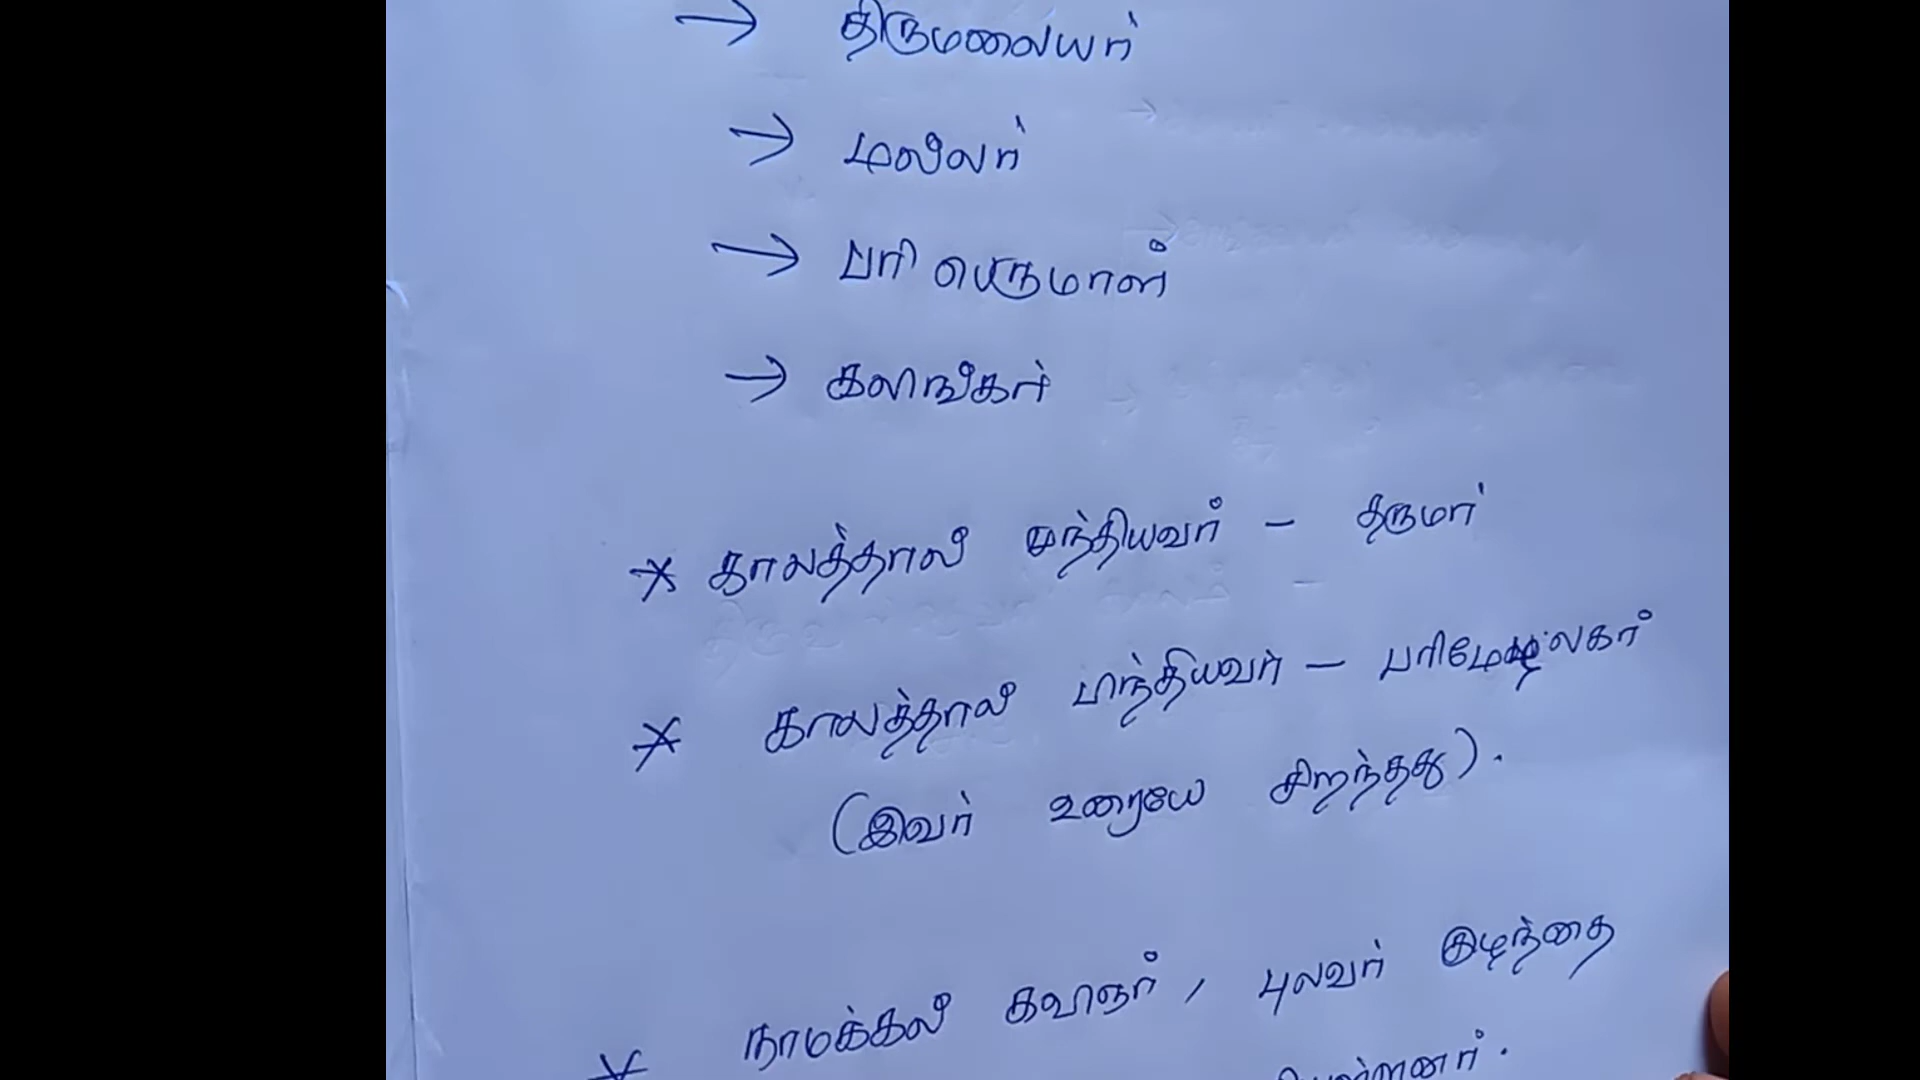 → திருமலையர்
→ மல்லர்
→ பரி பெருமாள்
→ கலிங்கர்
* காலத்தால் முந்தியவர் - தருமர்
* காலத்தால் பிந்தியவர் - பரிமேலழகர்
(இவர் உரையே சிறந்தது).
* நாமக்கல் கவிஞர், புலவர் குழந்தை